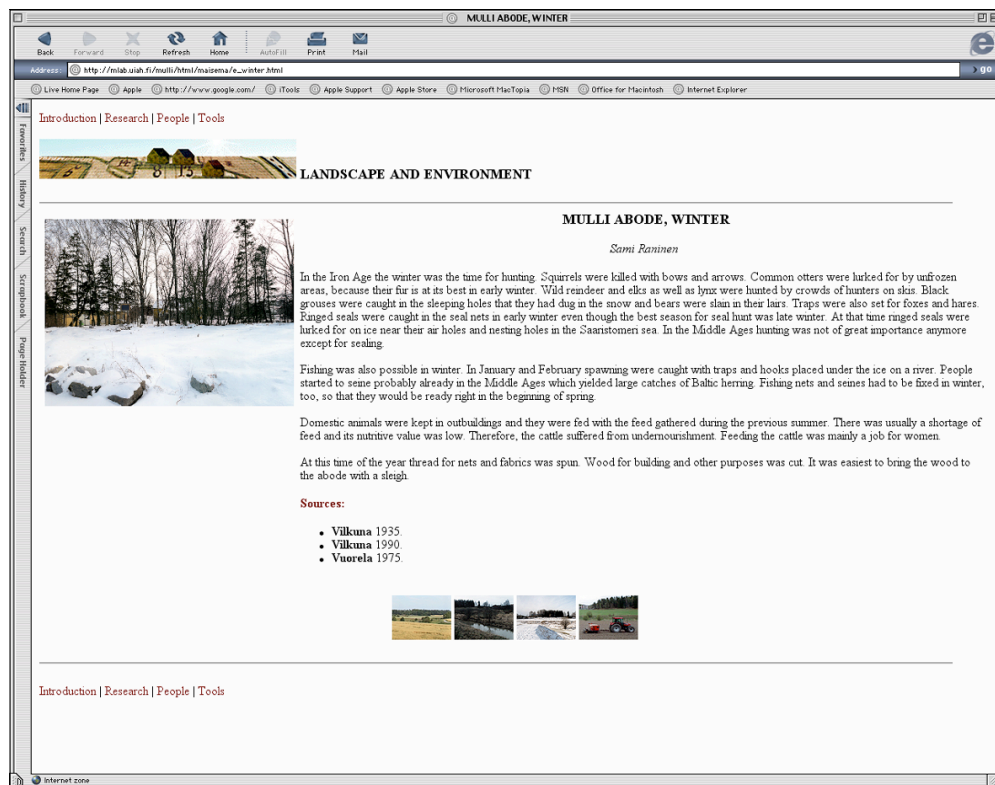 MULLI ABODE, WINTER
Back Forward Stop Refresh Home AutoFill Print Mail
Address: http://mlab.uiah.fi/mulli/html/maisema/e_winter.html go
Live Home Page Apple http://www.google.com/ iTools Apple Support Apple Store Microsoft MacTopia MSN Office for Macintosh Internet Explorer
Favorites
History
Search
Scrapbook
Page Holder
Introduction | Research | People | Tools
8 13
LANDSCAPE AND ENVIRONMENT
MULLI ABODE, WINTER
Sami Raninen
In the Iron Age the winter was the time for hunting. Squirrels were killed with bows and arrows. Common otters were lurked for by unfrozen
areas, because their fur is at its best in early winter. Wild reindeer and elks as well as lynx were hunted by crowds of hunters on skis. Black
grouses were caught in the sleeping holes that they had dug in the snow and bears were slain in their lairs. Traps were also set for foxes and hares.
Ringed seals were caught in the seal nets in early winter even though the best season for seal hunt was late winter. At that time ringed seals were
lurked for on ice near their air holes and nesting holes in the Saaristomeri sea. In the Middle Ages hunting was not of great importance anymore
except for sealing.
Fishing was also possible in winter. In January and February spawning were caught with traps and hooks placed under the ice on a river. People
started to seine probably already in the Middle Ages which yielded large catches of Baltic herring. Fishing nets and seines had to be fixed in winter,
too, so that they would be ready right in the beginning of spring.
Domestic animals were kept in outbuildings and they were fed with the feed gathered during the previous summer. There was usually a shortage of
feed and its nutritive value was low. Therefore, the cattle suffered from undernourishment. Feeding the cattle was mainly a job for women.
At this time of the year thread for nets and fabrics was spun. Wood for building and other purposes was cut. It was easiest to bring the wood to
the abode with a sleigh.
Sources:
Vilkuna 1935.
Vilkuna 1990.
Vuorela 1975.
Introduction | Research | People | Tools
Internet zone